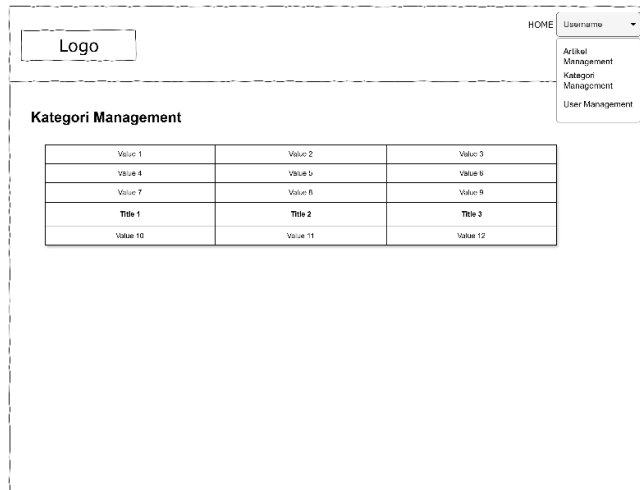 HOME
Username
Logo
Artikel
Management
Kategori
Management
User Management
Kategori Management
Value 1 Value 2 Value 3
Value 4 Value 5 Value 6
Value 7 Value 8 Value 9
Title 1 Title 2 Title 3
Value 10 Value 11 Value 12